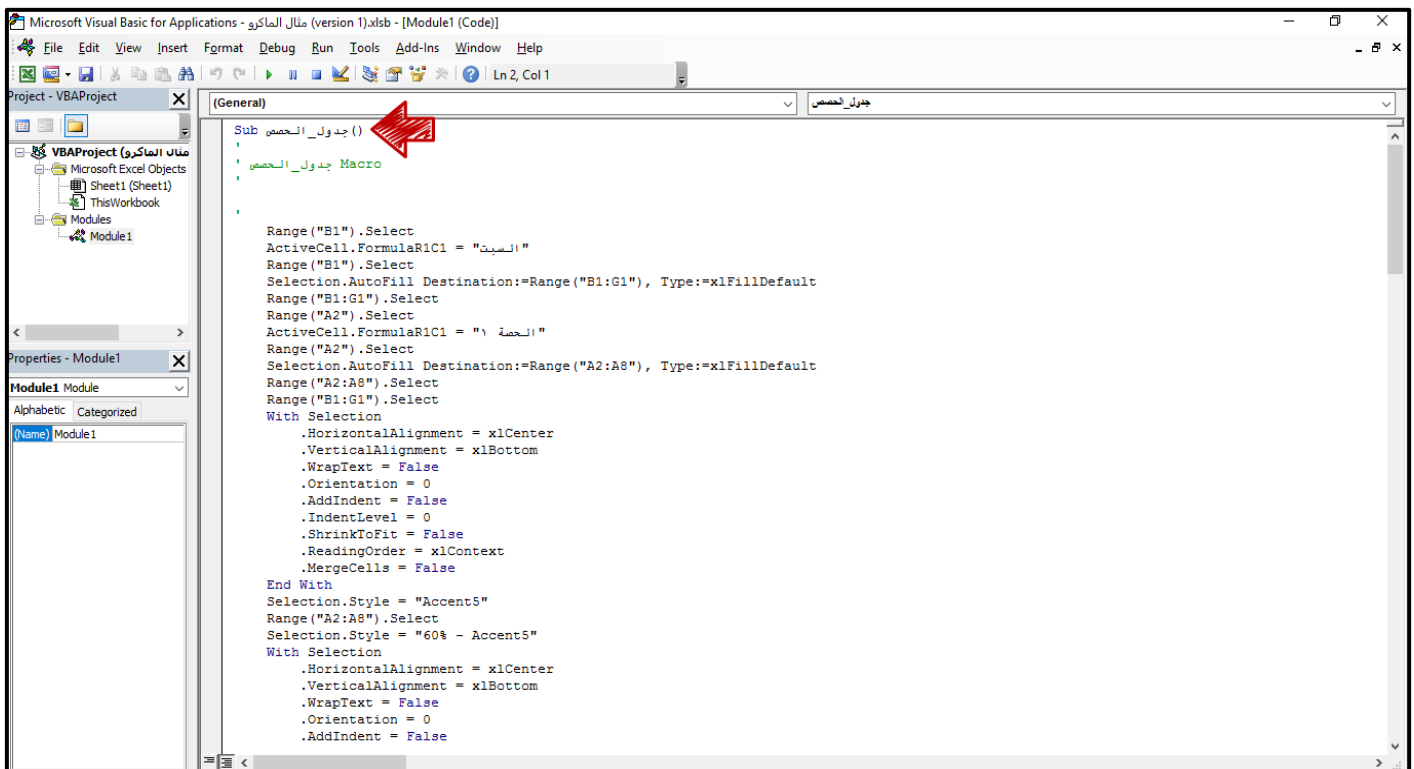 Microsoft Visual Basic for Applications - مثال الماكرو (version 1).xlsb - [Module1 (Code)]
File Edit View Insert Format Debug Run Tools Add-Ins Window Help
Ln 2, Col 1
Project - VBAProject
(General)
جدول_الحصص
VBAProject (مثال الماكرو
Microsoft Excel Objects
Sheet1 (Sheet1)
ThisWorkbook
Modules
Module1
Properties - Module1
Module1 Module
Alphabetic Categorized
(Name) Module1
Sub جدول_الحصص()
'
' جدول_الحصص Macro
'
'
Range("B1").Select
ActiveCell.FormulaR1C1 = "السبت"
Range("B1").Select
Selection.AutoFill Destination:=Range("B1:G1"), Type:=xlFillDefault
Range("B1:G1").Select
Range("A2").Select
ActiveCell.FormulaR1C1 = "الحصة ١"
Range("A2").Select
Selection.AutoFill Destination:=Range("A2:A8"), Type:=xlFillDefault
Range("A2:A8").Select
Range("B1:G1").Select
With Selection
.HorizontalAlignment = xlCenter
.VerticalAlignment = xlBottom
.WrapText = False
.Orientation = 0
.AddIndent = False
.IndentLevel = 0
.ShrinkToFit = False
.ReadingOrder = xlContext
.MergeCells = False
End With
Selection.Style = "Accent5"
Range("A2:A8").Select
Selection.Style = "60% - Accent5"
With Selection
.HorizontalAlignment = xlCenter
.VerticalAlignment = xlBottom
.WrapText = False
.Orientation = 0
.AddIndent = False